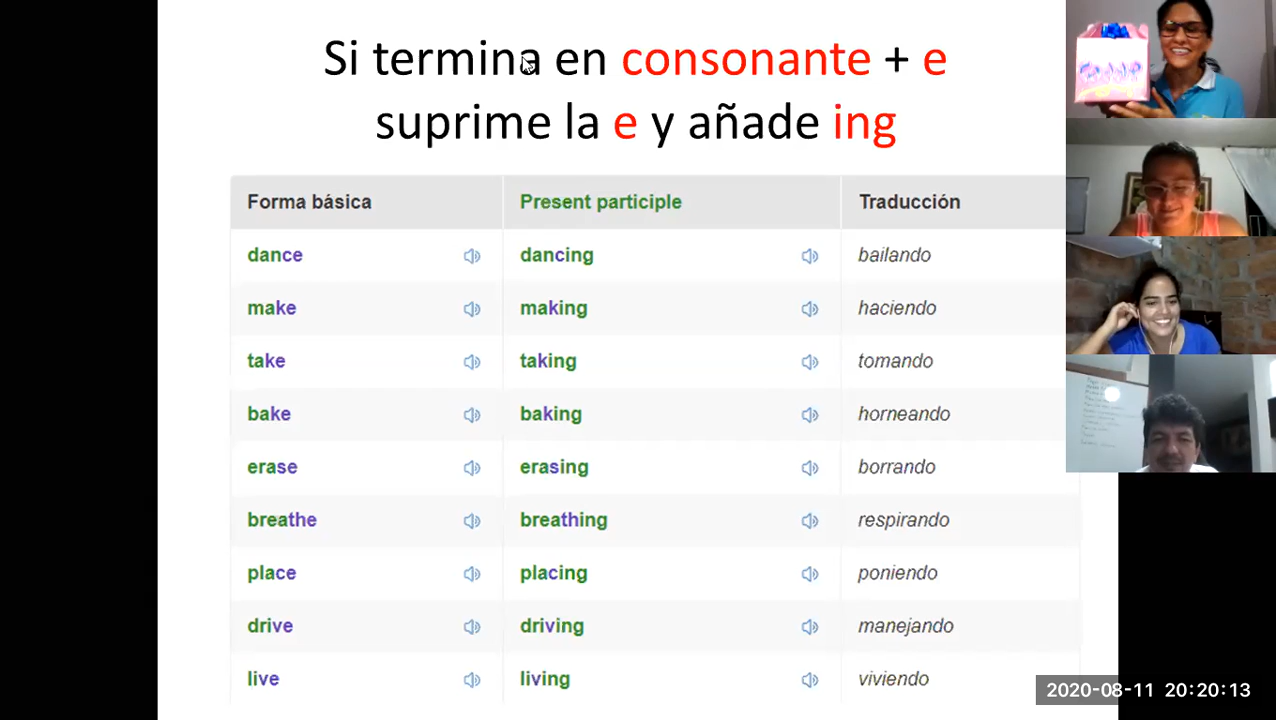 Si termina en consonante + e
suprime la e y añade ing
Forma básica Present participle Traducción
dance dancing bailando
make making haciendo
take taking tomando
bake baking horneando
erase erasing borrando
breathe breathing respirando
place placing poniendo
drive driving manejando
live living viviendo
2020-08-11 20:20:13